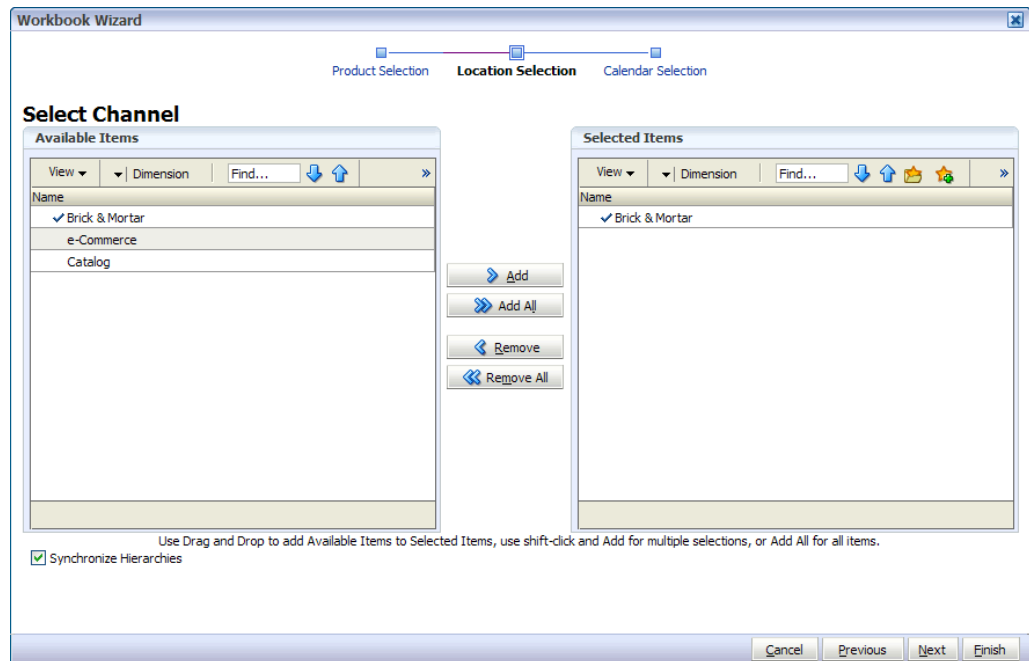 Workbook Wizard
Product Selection Location Selection Calendar Selection
Select Channel
Available Items
View Dimension Find... »
Name
Brick & Mortar
e-Commerce
Catalog
Add
Add All
Remove
Remove All
Selected Items
View Dimension Find... »
Name
Brick & Mortar
Use Drag and Drop to add Available Items to Selected Items, use shift-click and Add for multiple selections, or Add All for all items.
Synchronize Hierarchies
Cancel Previous Next Finish